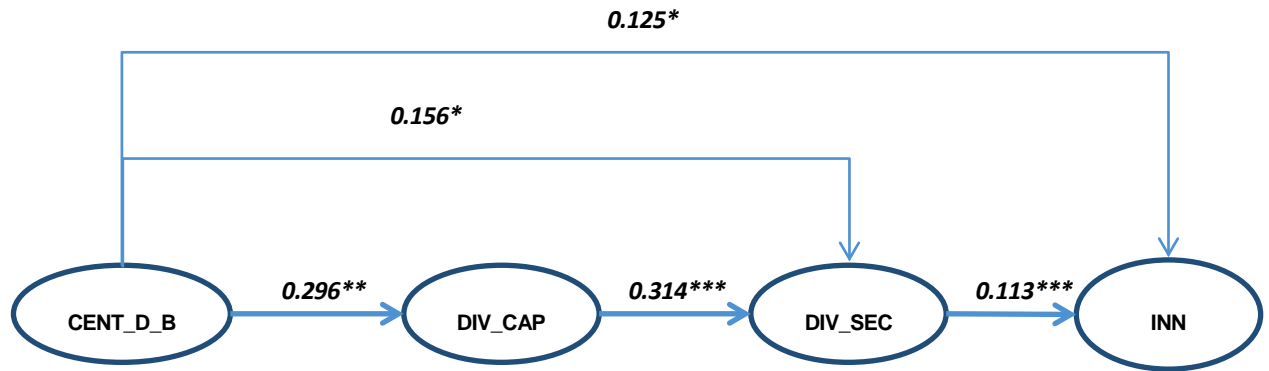 0.125*
0.156*
0.296**
0.314***
0.113***
CENT_D_B
DIV_CAP
DIV_SEC
INN